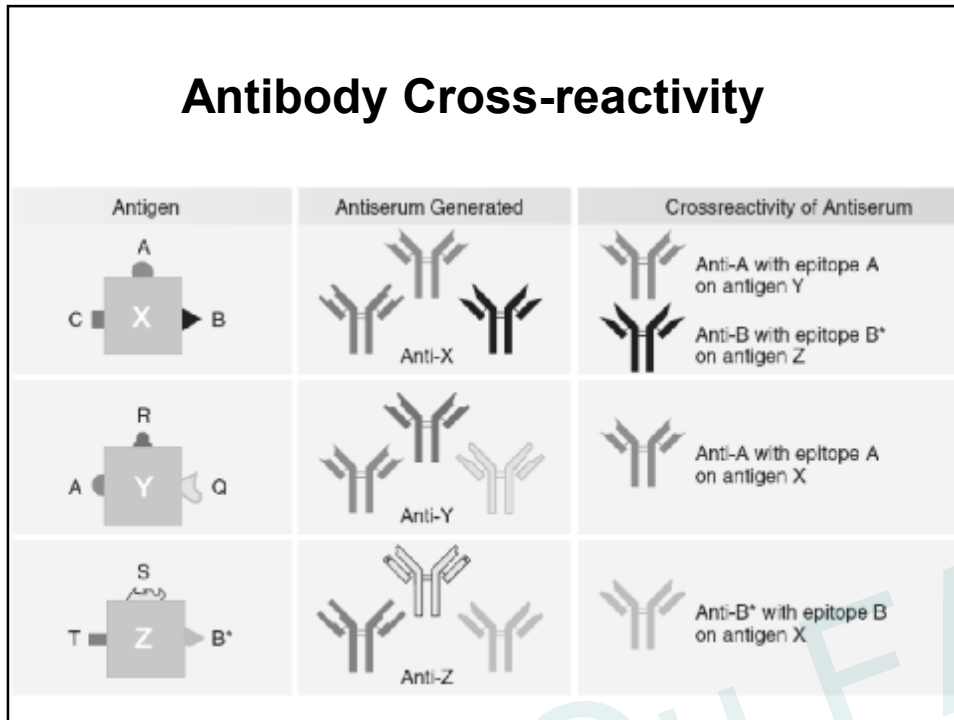 Antibody Cross-reactivity
Antigen
Antiserum Generated
Crossreactivity of Antiserum
A
C
X
B
Anti-X
Anti-A with epitope A
on antigen Y
Anti-B with epitope B*
on antigen Z
R
A
Y
Q
Anti-Y
Anti-A with epitope A
on antigen X
S
T
Z
B*
Anti-Z
Anti-B* with epitope B
on antigen X